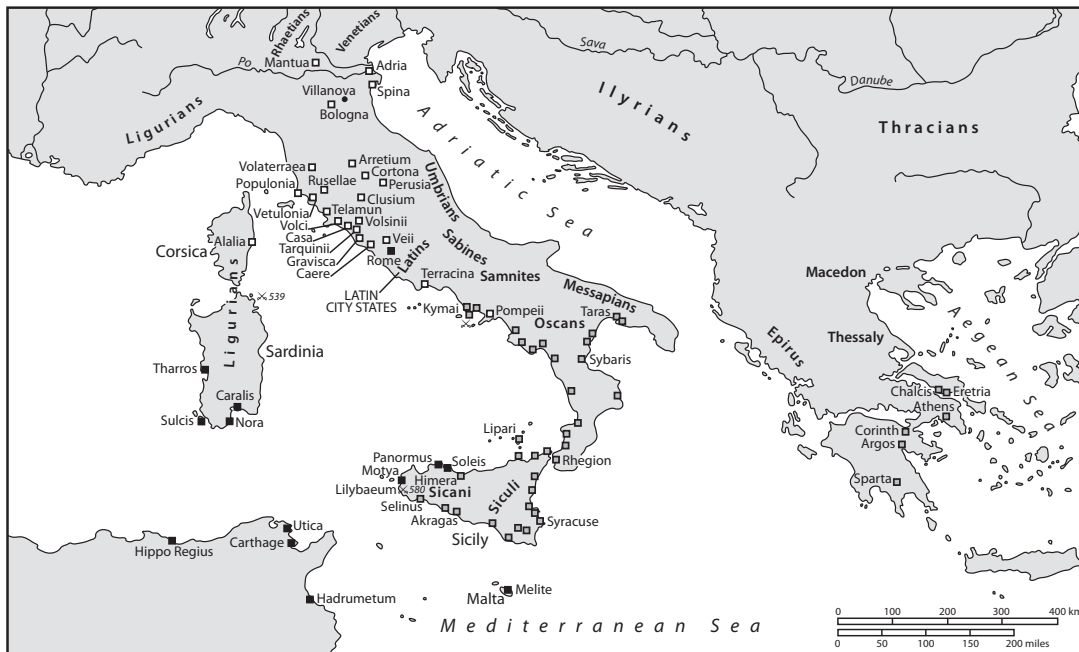 Rhaetians
Venetians
Po
Mantua
Adria
Spina
Villanova
Bologna
Ligurians
Sava
Danube
Illyrians
Thracians
Adriatic Sea
Volaterraea
Arretium
Cortona
Perusia
Populonia
Rusellae
Clusium
Umbrians
Vetulonia
Telamun
Volci
Volsinii
Casa
Tarquinii
Gravisca
Caere
Veii
Rome
Latins
Sabines
Samnites
Messapians
Corsica
Alalia
Ligurians
539
Sardinia
Terracina
LATIN
CITY STATES
Kymai
Pompeii
Oscans
Taras
Sybaris
Macedon
Thessaly
Epirus
Aegean Sea
Tharros
Caralis
Sulcis
Nora
Chalcis
Eretria
Athens
Corinth
Argos
Sparta
Lipari
Panormus
Soleis
Motya
Himera
Lilybaeum
580
Sicani
Siculi
Selinus
Akragas
Rhegion
Syracuse
Sicily
Utica
Carthage
Hippo Regius
Hadrumetum
Malta
Melite
Mediterranean Sea
0 100 200 300 400 km
0 50 100 150 200 miles